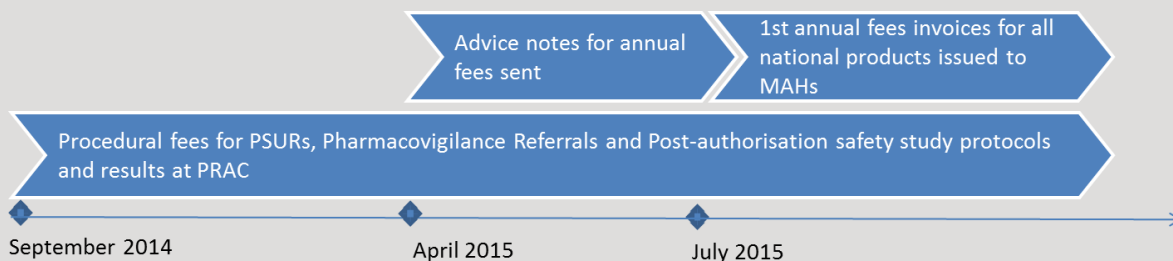 Advice notes for annual
fees sent
1st annual fees invoices for all
national products issued to
MAHs
Procedural fees for PSURs, Pharmacovigilance Referrals and Post-authorisation safety study protocols
and results at PRAC
September 2014
April 2015
July 2015